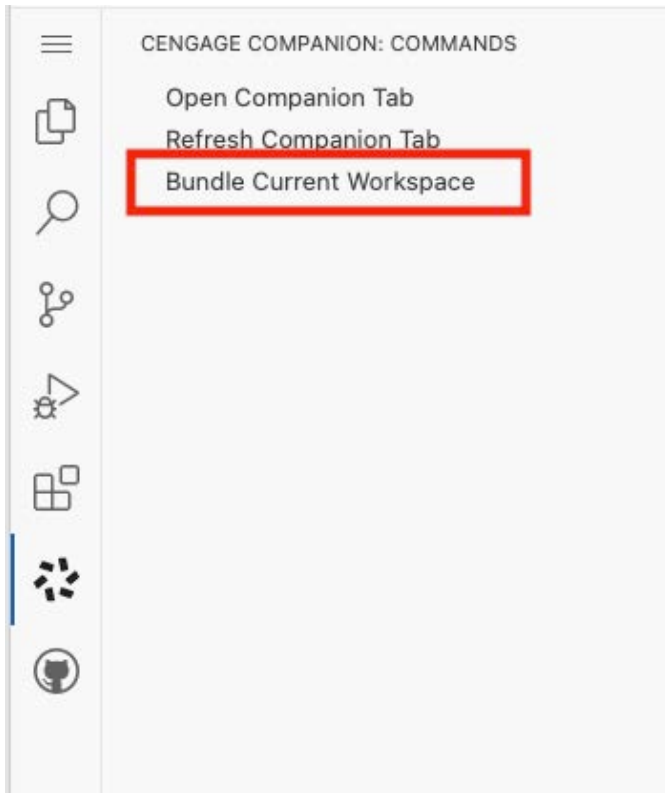 CENGAGE COMPANION: COMMANDS
Open Companion Tab
Refresh Companion Tab
Bundle Current Workspace